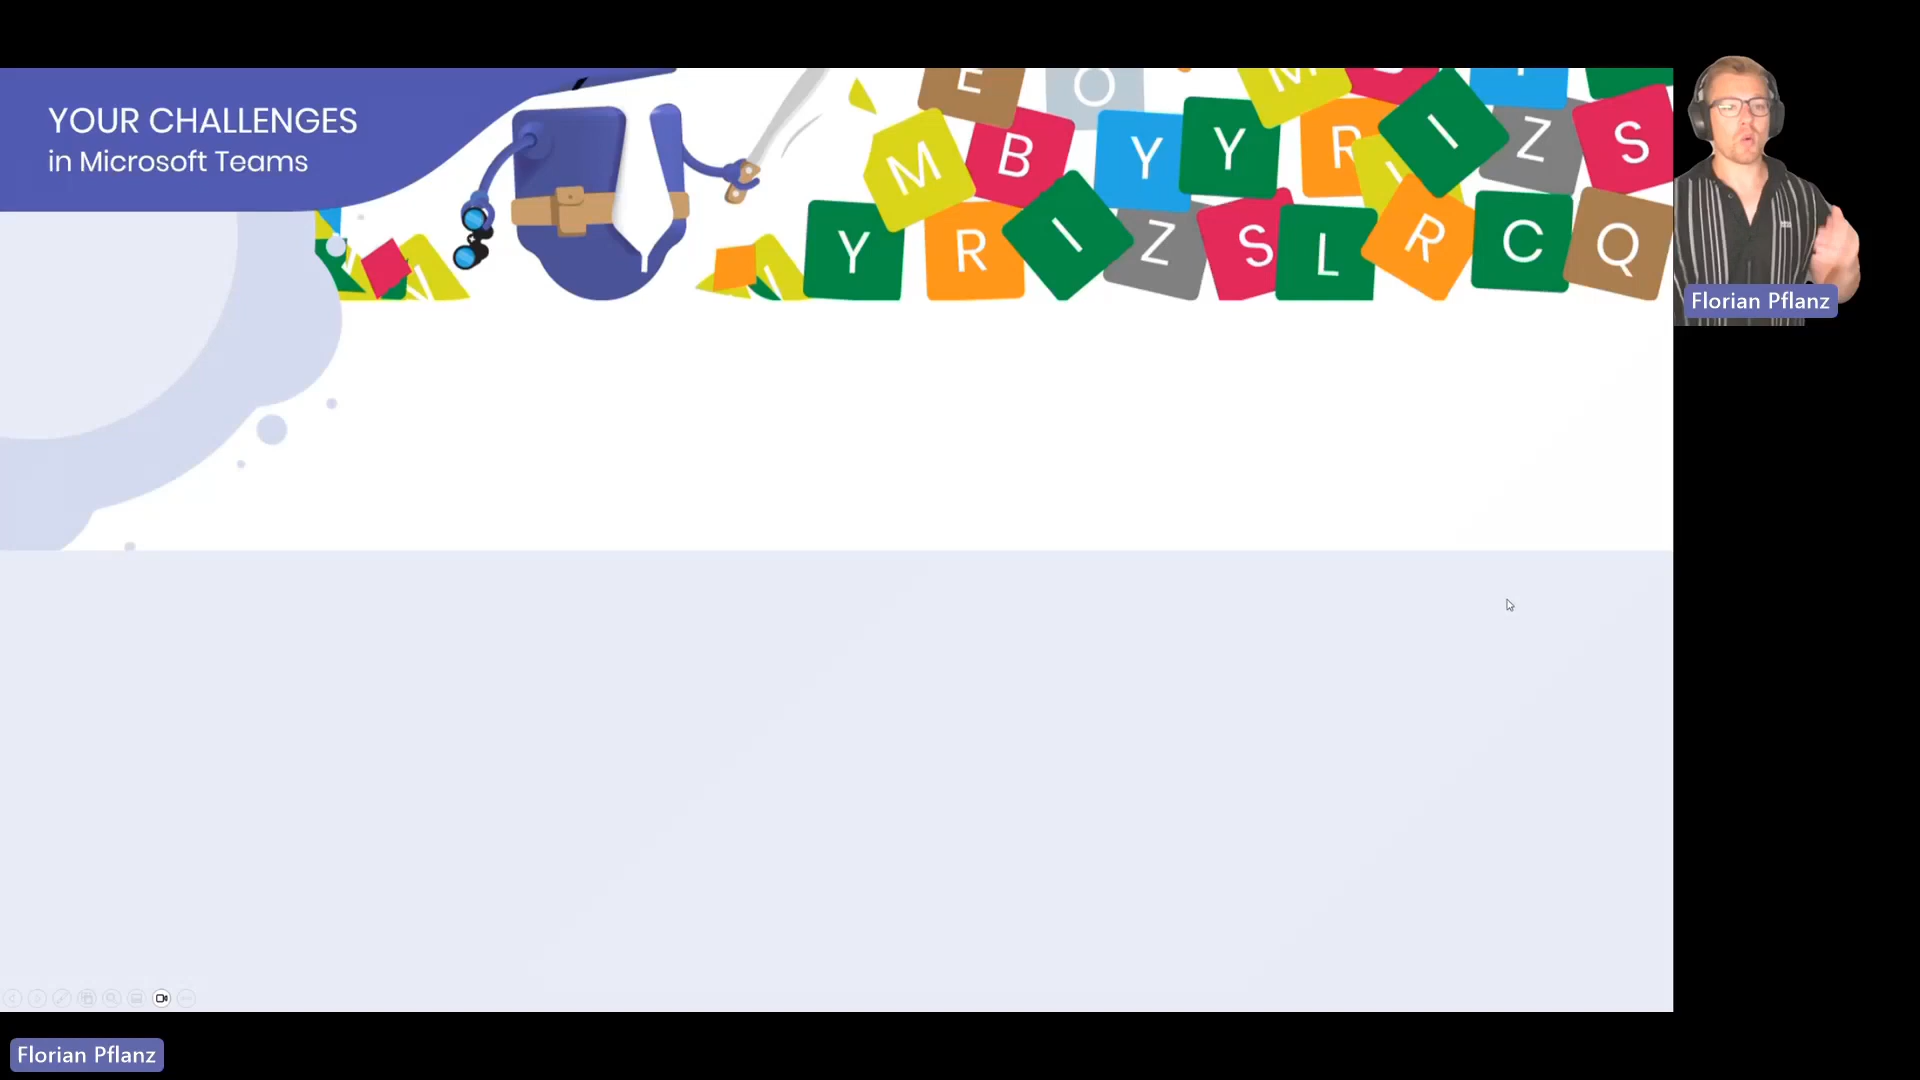 YOUR CHALLENGES
in Microsoft Teams
E O M
M B Y Y R I Z S
Y R I Z S L R C Q
Florian Pflanz
Florian Pflanz